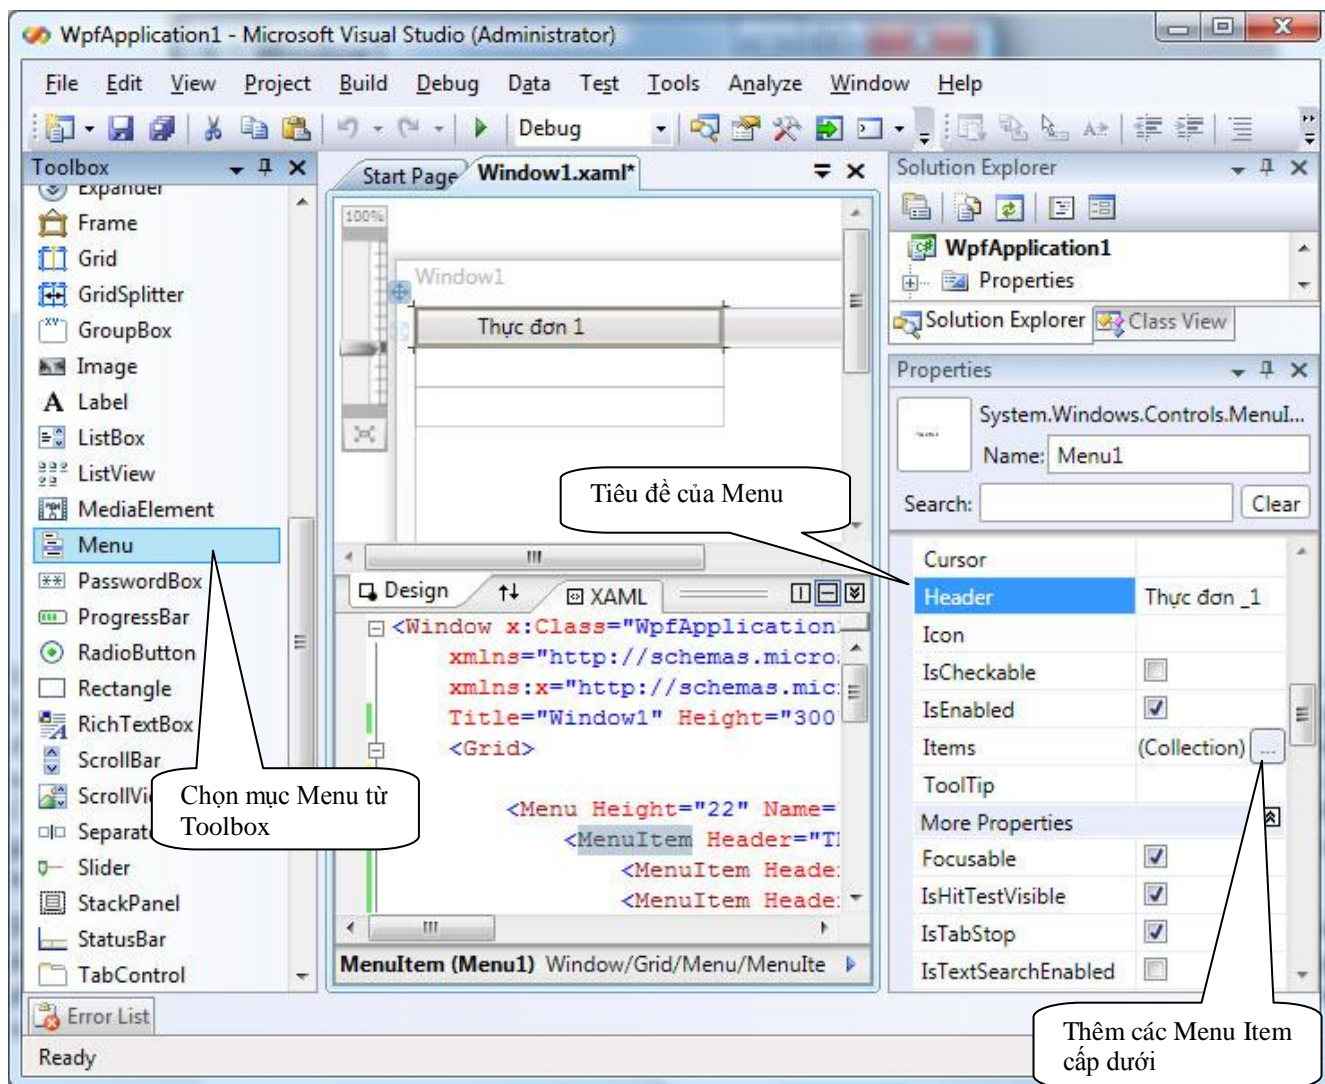 WpfApplication1 - Microsoft Visual Studio (Administrator)
File Edit View Project Build Debug Data Test Tools Analyze Window Help
Debug
Toolbox
Expander
Frame
Grid
GridSplitter
GroupBox
Image
Label
ListBox
ListView
MediaElement
Menu
PasswordBox
ProgressBar
RadioButton
Rectangle
RichTextBox
ScrollBar
ScrollVi
Separat
Slider
StackPanel
StatusBar
TabControl
Chọn mục Menu từ
Toolbox
Start Page
Window1.xaml*
100%
Window1
Thực đơn 1
Tiêu đề của Menu
Design
XAML
<Window x:Class="WpfApplication
xmlns="http://schemas.micro
xmlns:x="http://schemas.mic
Title="Window1" Height="300
<Grid>
<Menu Height="22" Name=
<MenuItem Header="T
<MenuItem Heade
<MenuItem Heade
MenuItem (Menu1) Window/Grid/Menu/MenuIte
Solution Explorer
WpfApplication1
Properties
Solution Explorer
Class View
Properties
System.Windows.Controls.MenuI...
Name: Menu1
Search:
Clear
Cursor
Header Thực đơn _1
Icon
IsCheckable
IsEnabled
Items (Collection) ...
ToolTip
More Properties
Focusable
IsHitTestVisible
IsTabStop
IsTextSearchEnabled
Thêm các Menu Item
cấp dưới
Error List
Ready